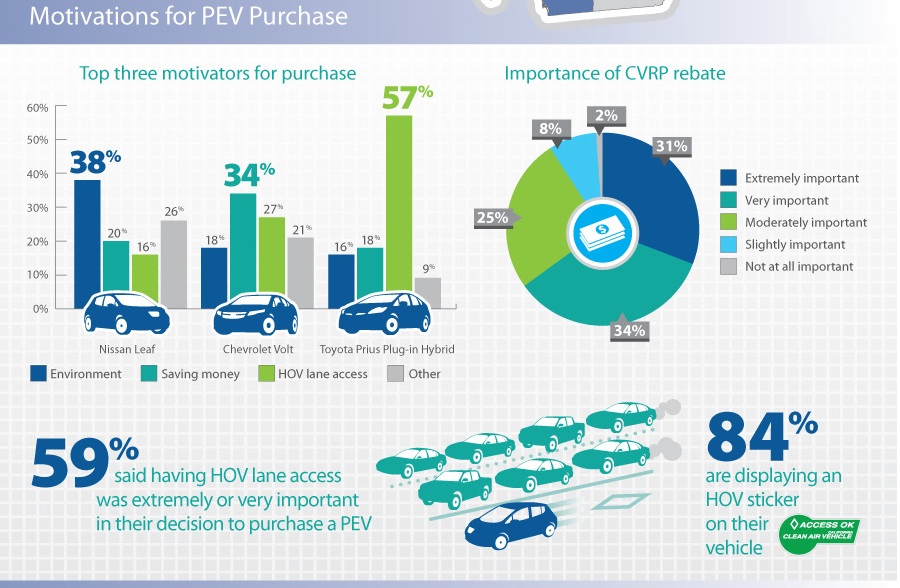 Motivations for PEV Purchase
Top three motivators for purchase
60%
50%
40%
30%
20%
10%
0%
38%
20%
16%
26%
18%
34%
27%
21%
16%
18%
57%
9%
Nissan Leaf
Chevrolet Volt
Toyota Prius Plug-in Hybrid
Environment
Saving money
HOV lane access
Other
Importance of CVRP rebate
2%
8%
31%
25%
34%
$
Extremely important
Very important
Moderately important
Slightly important
Not at all important
59% said having HOV lane access
was extremely or very important
in their decision to purchase a PEV
84%
are displaying an
HOV sticker
on their
vehicle
ACCESS OK
CALIFORNIA
CLEAN AIR VEHICLE